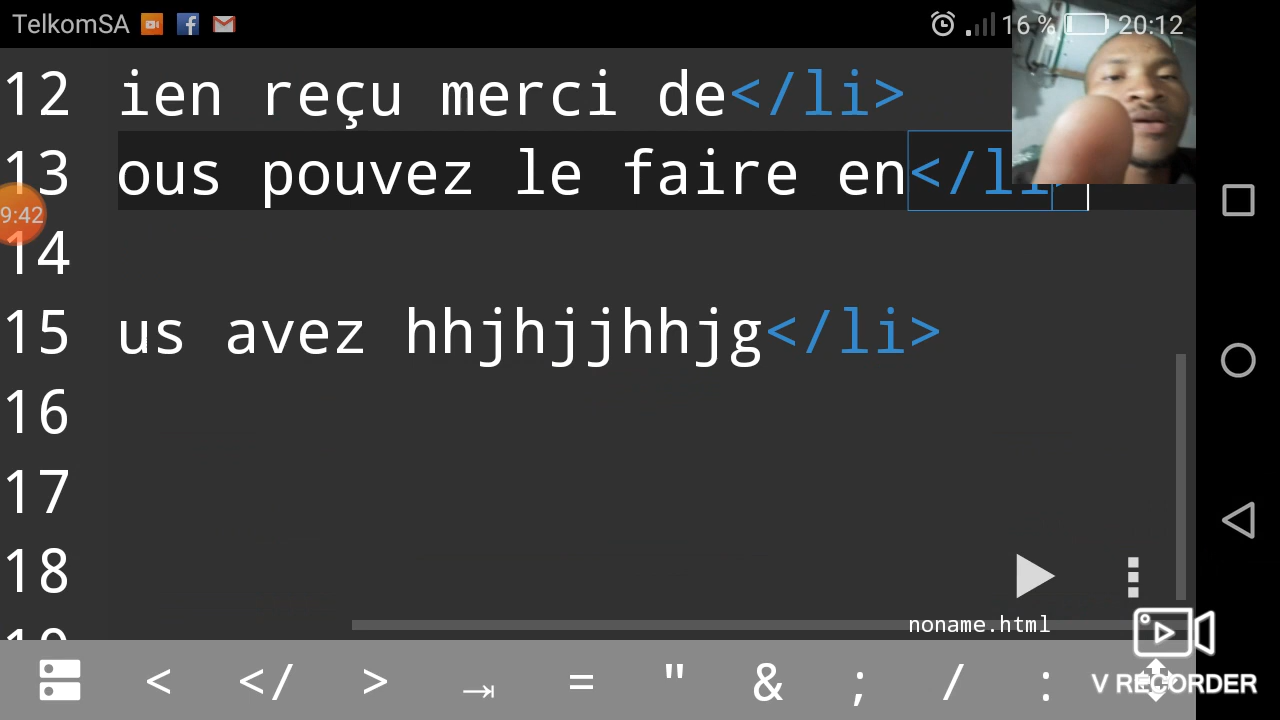 TelkomSA 16 % 20:12
12 ien reçu merci de</li>
13 ous pouvez le faire en</li>
9:42
14
15 us avez hhjhjjhhjg</li>
16
17
18
noname.html
< </ > ⇥ = " & ; / :
V RECORDER